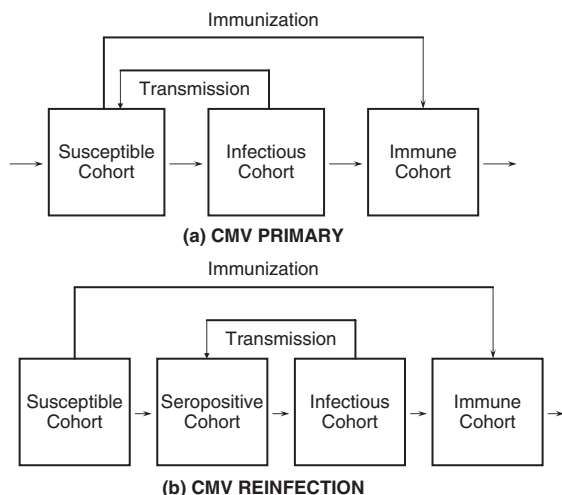 Immunization
Transmission
Susceptible
Cohort
Infectious
Cohort
Immune
Cohort
(a) CMV PRIMARY
Immunization
Transmission
Susceptible
Cohort
Seropositive
Cohort
Infectious
Cohort
Immune
Cohort
(b) CMV REINFECTION